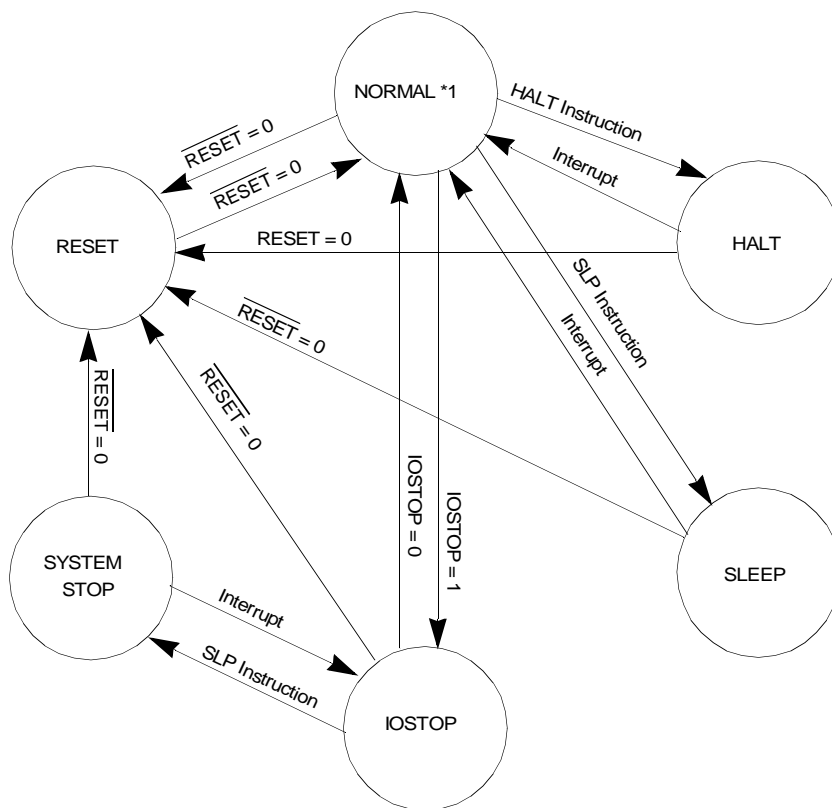 NORMAL *1
HALT Instruction
RESET = 0
RESET = 0
Interrupt
RESET
RESET = 0
HALT
SLP Instruction
Interrupt
RESET = 0
RESET = 0
RESET = 0
IOSTOP = 0
IOSTOP = 1
SYSTEM
STOP
SLEEP
Interrupt
SLP Instruction
IOSTOP